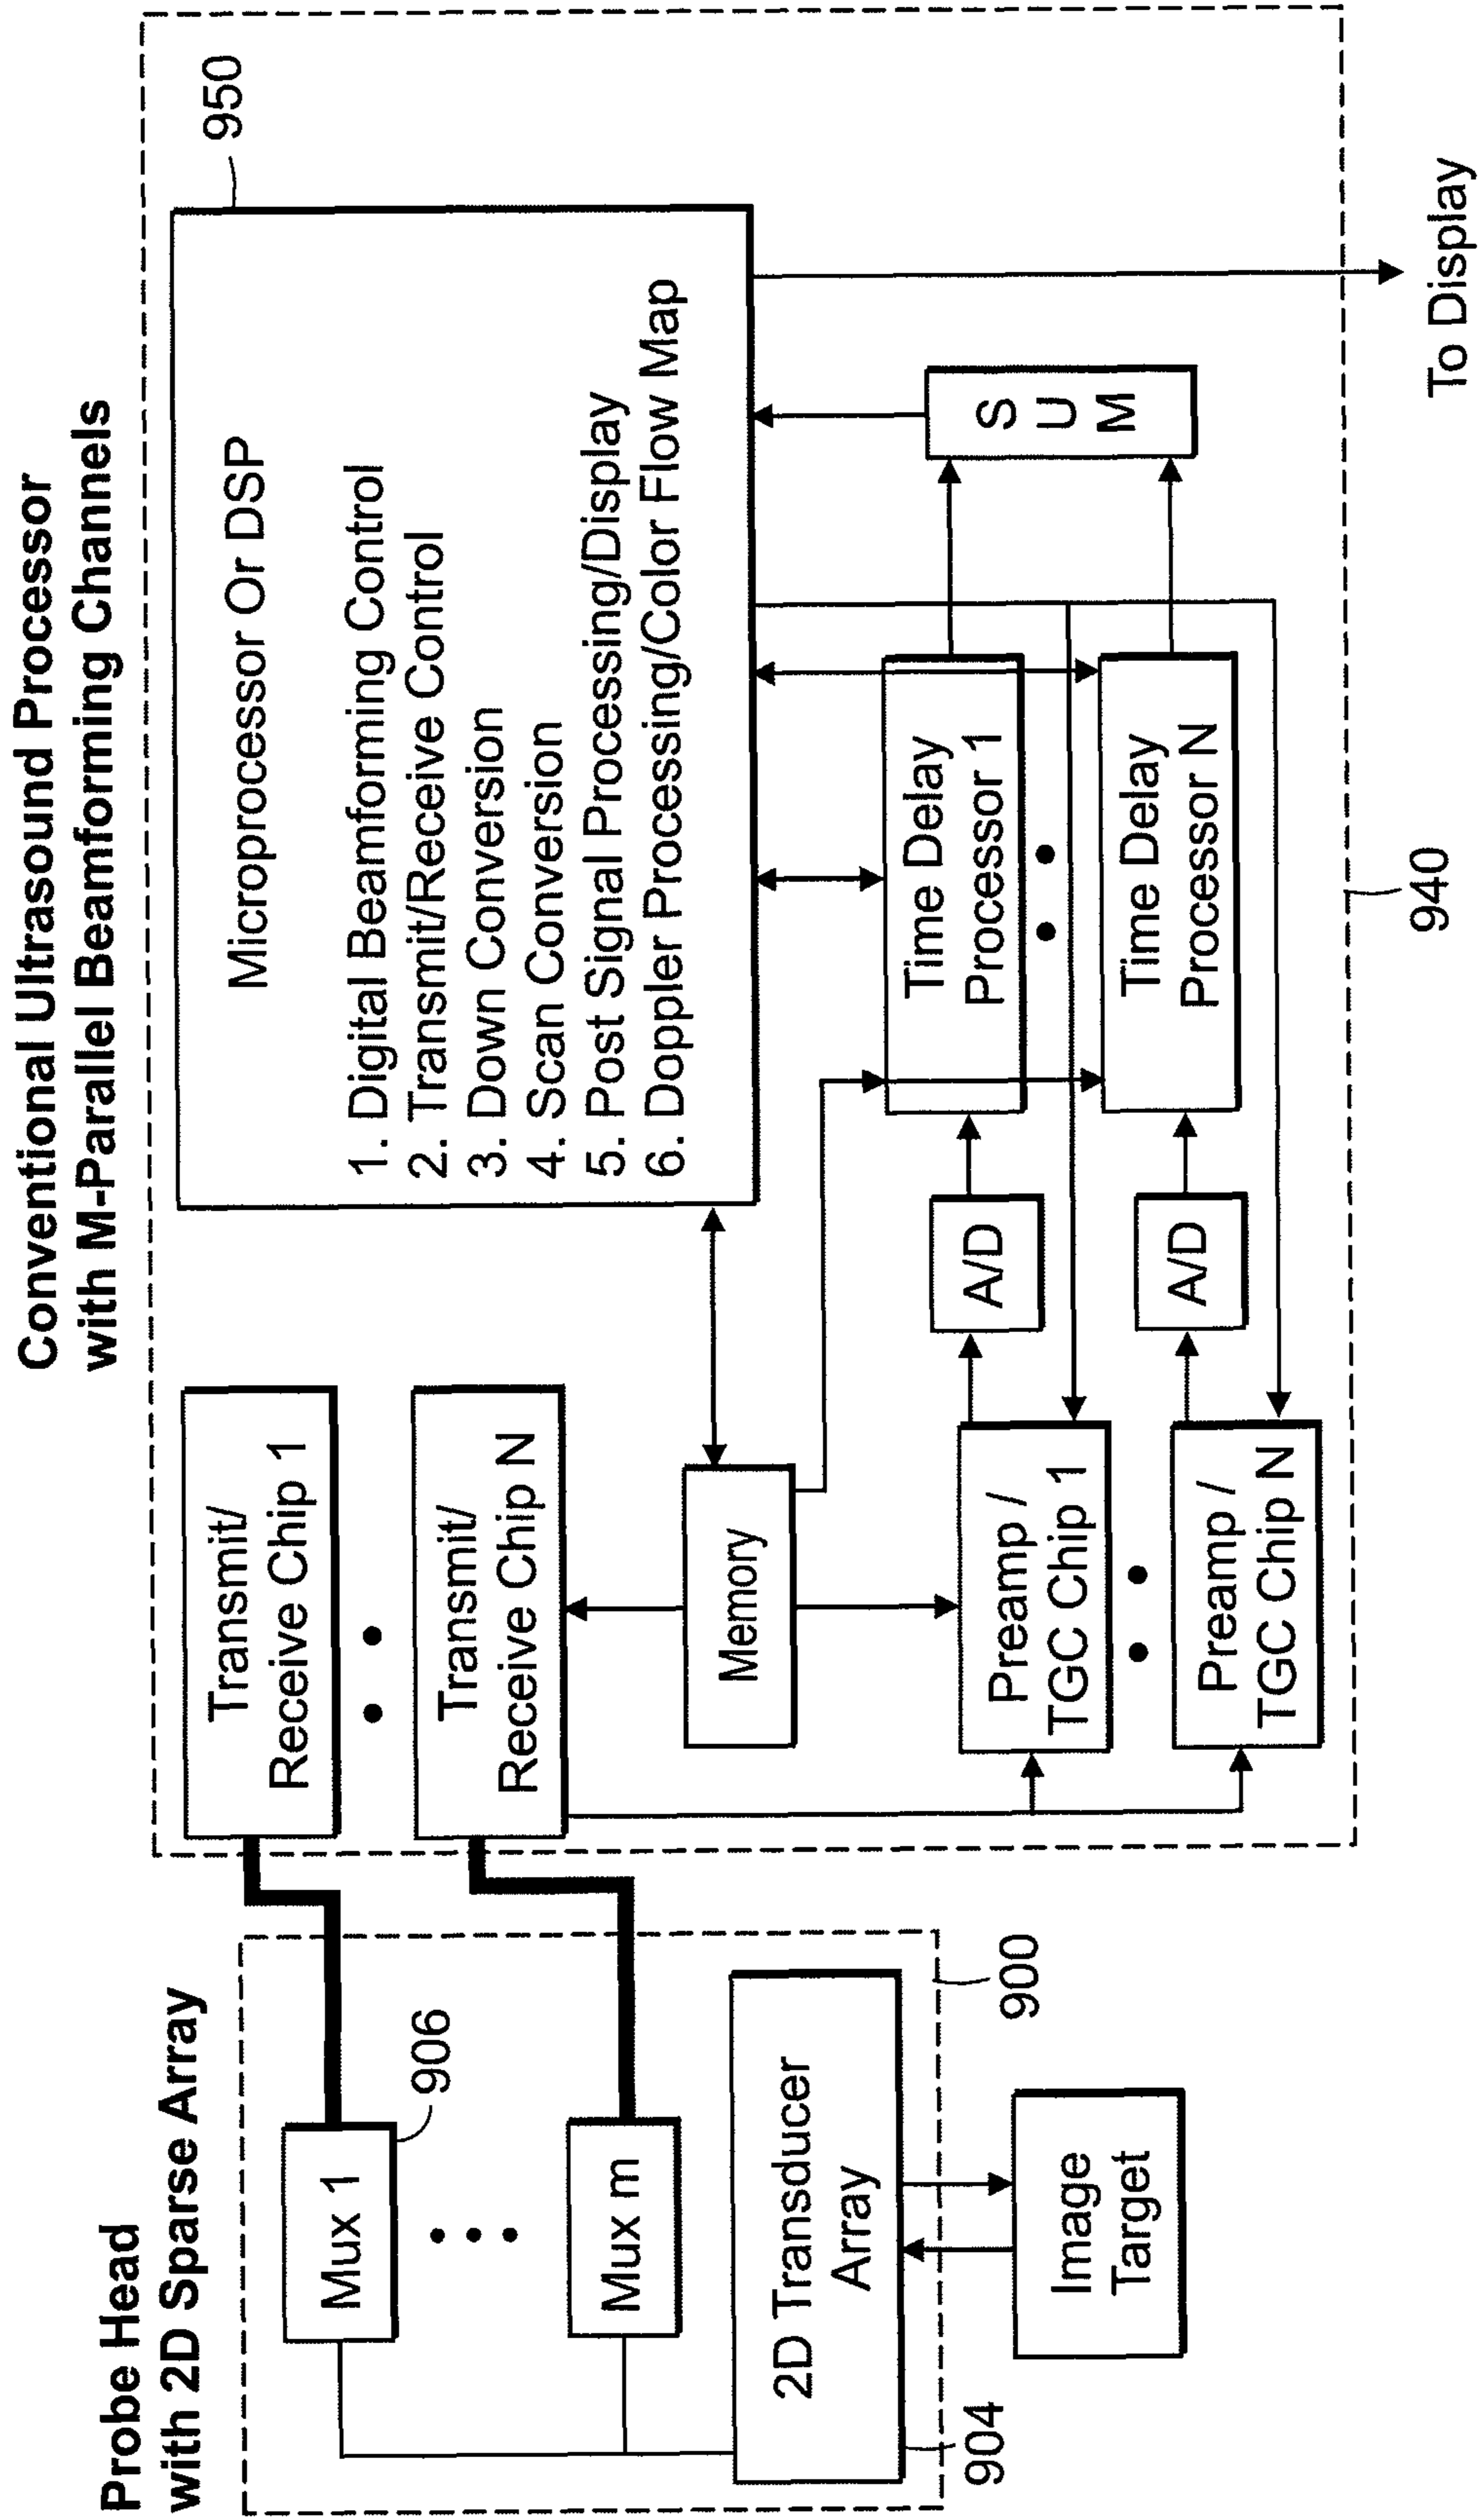 Probe Head
with 2D Sparse Array
Mux 1
906
Mux m
2D Transducer
Array
904
900
Image
Target
Conventional Ultrasound Processor
with M-Parallel Beamforming Channels
Transmit/
Receive Chip 1
Transmit/
Receive Chip N
Memory
Preamp /
TGC Chip 1
Preamp /
TGC Chip N
A/D
A/D
950
Microprocessor Or DSP
1. Digital Beamforming Control
2. Transmit/Receive Control
3. Down Conversion
4. Scan Conversion
5. Post Signal Processing/Display
6. Doppler Processing/Color Flow Map
Time Delay
Processor 1
Time Delay
Processor N
S
U
M
940
To Display